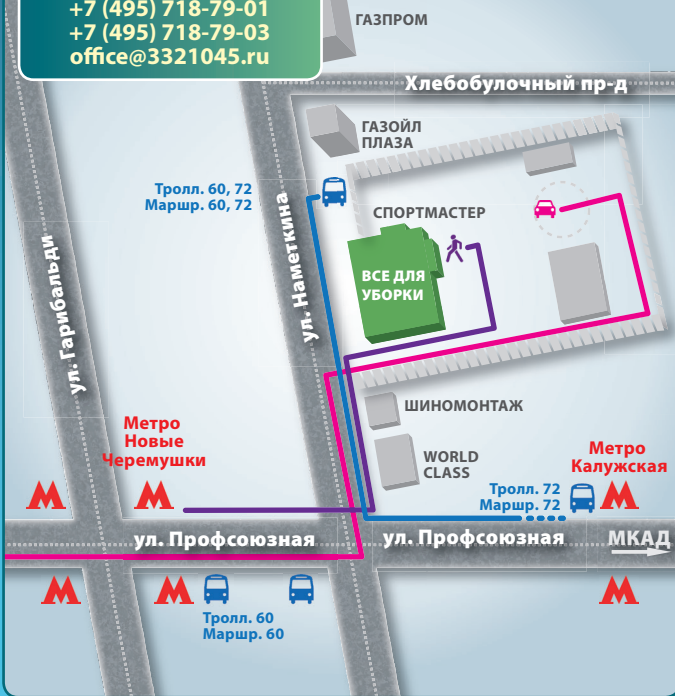 +7 (495) 718-79-01
+7 (495) 718-79-03
office@3321045.ru
ГАЗПРОМ
Хлебобулочный пр-д
ГАЗОЙЛ
ПЛАЗА
Тролл. 60, 72
Маршр. 60, 72
СПОРТМАСТЕР
ул. Наметкина
ул. Гарибальди
ВСЕ ДЛЯ
УБОРКИ
ШИНОМОНТАЖ
Метро
Новые
Черемушки
WORLD
CLASS
Метро
Калужская
Тролл. 72
Маршр. 72
ул. Профсоюзная
ул. Профсоюзная
МКАД
Тролл. 60
Маршр. 60